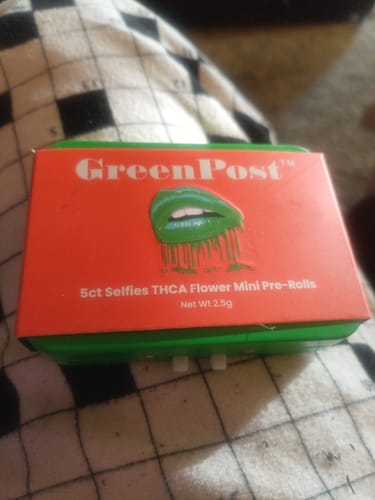 GreenPost™
5ct Selfies THCA Flower Mini Pre-Rolls
Net Wt 2.5g